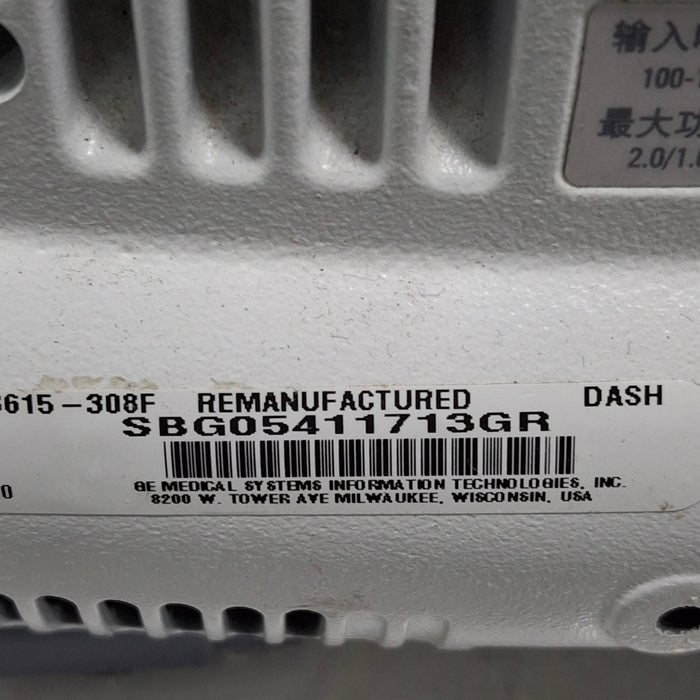 输入
100-
最大功
2.0/1.
615-308F REMANUFACTURED DASH
SBG05411713GR
0
GE MEDICAL SYSTEMS INFORMATION TECHNOLOGIES, INC.
8200 W. TOWER AVE MILWAUKEE, WISCONSIN, USA